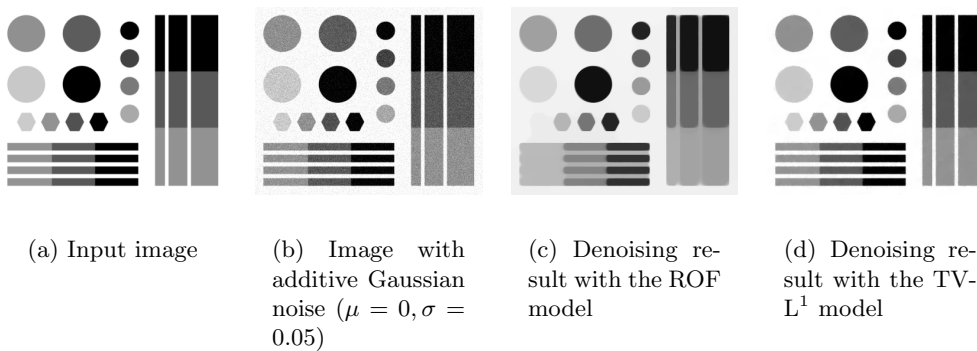 (a) Input image
(b) Image with
additive Gaussian
noise (μ = 0, σ =
0.05)
(c) Denoising re-
sult with the ROF
model
(d) Denoising re-
sult with the TV-
L¹ model